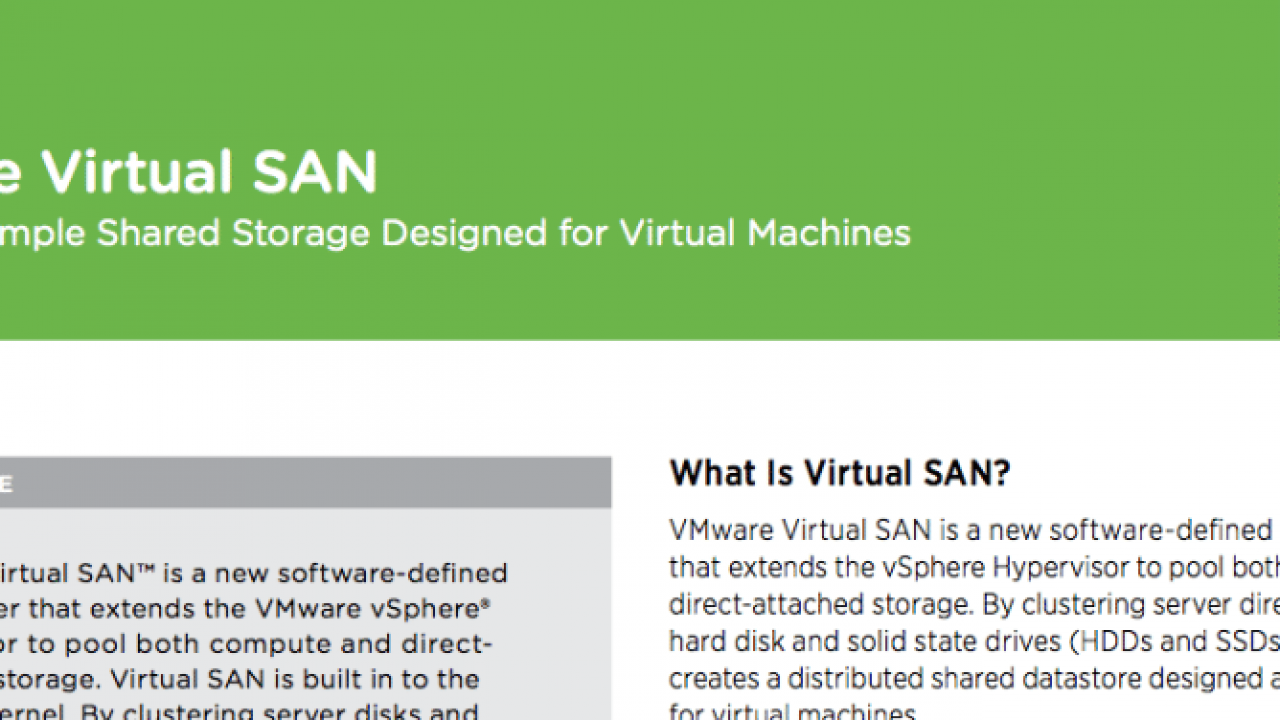 e Virtual SAN
mple Shared Storage Designed for Virtual Machines
E
irtual SAN™ is a new software-defined
er that extends the VMware vSphere®
or to pool both compute and direct-
storage. Virtual SAN is built in to the
ernel. By clustering server disks and
What Is Virtual SAN?
VMware Virtual SAN is a new software-defined
that extends the vSphere Hypervisor to pool both
direct-attached storage. By clustering server dire
hard disk and solid state drives (HDDs and SSDs
creates a distributed shared datastore designed a
for virtual machines.